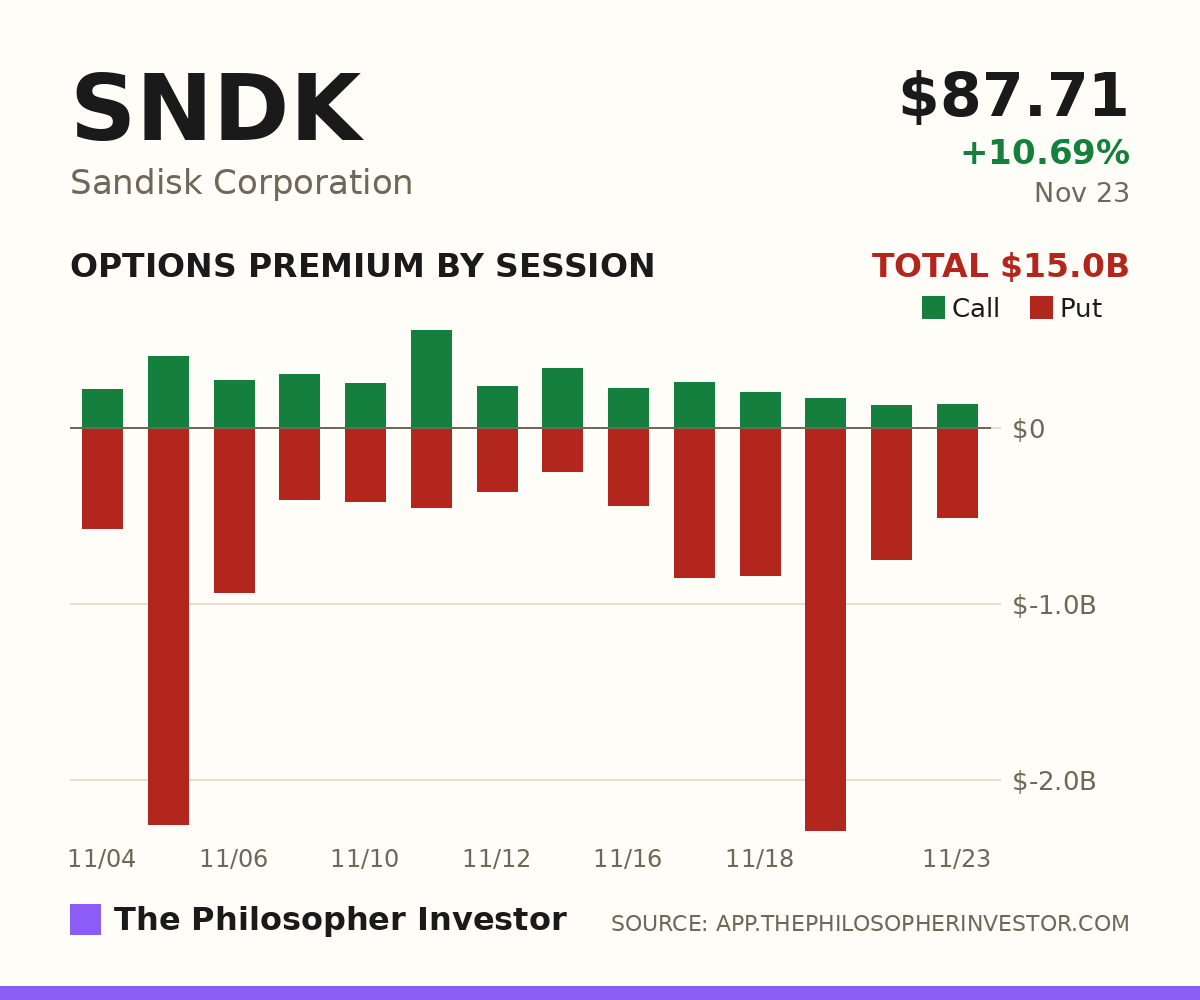 SNDK
$87.71
+10.69%
Sandisk Corporation
Nov 23
OPTIONS PREMIUM BY SESSION
TOTAL $15.0B
Call
Put
$0
$-1.0B
$-2.0B
11/04 11/06 11/10 11/12 11/16 11/18 11/23
The Philosopher Investor
SOURCE: APP.THEPHILOSOPHERINVESTOR.COM